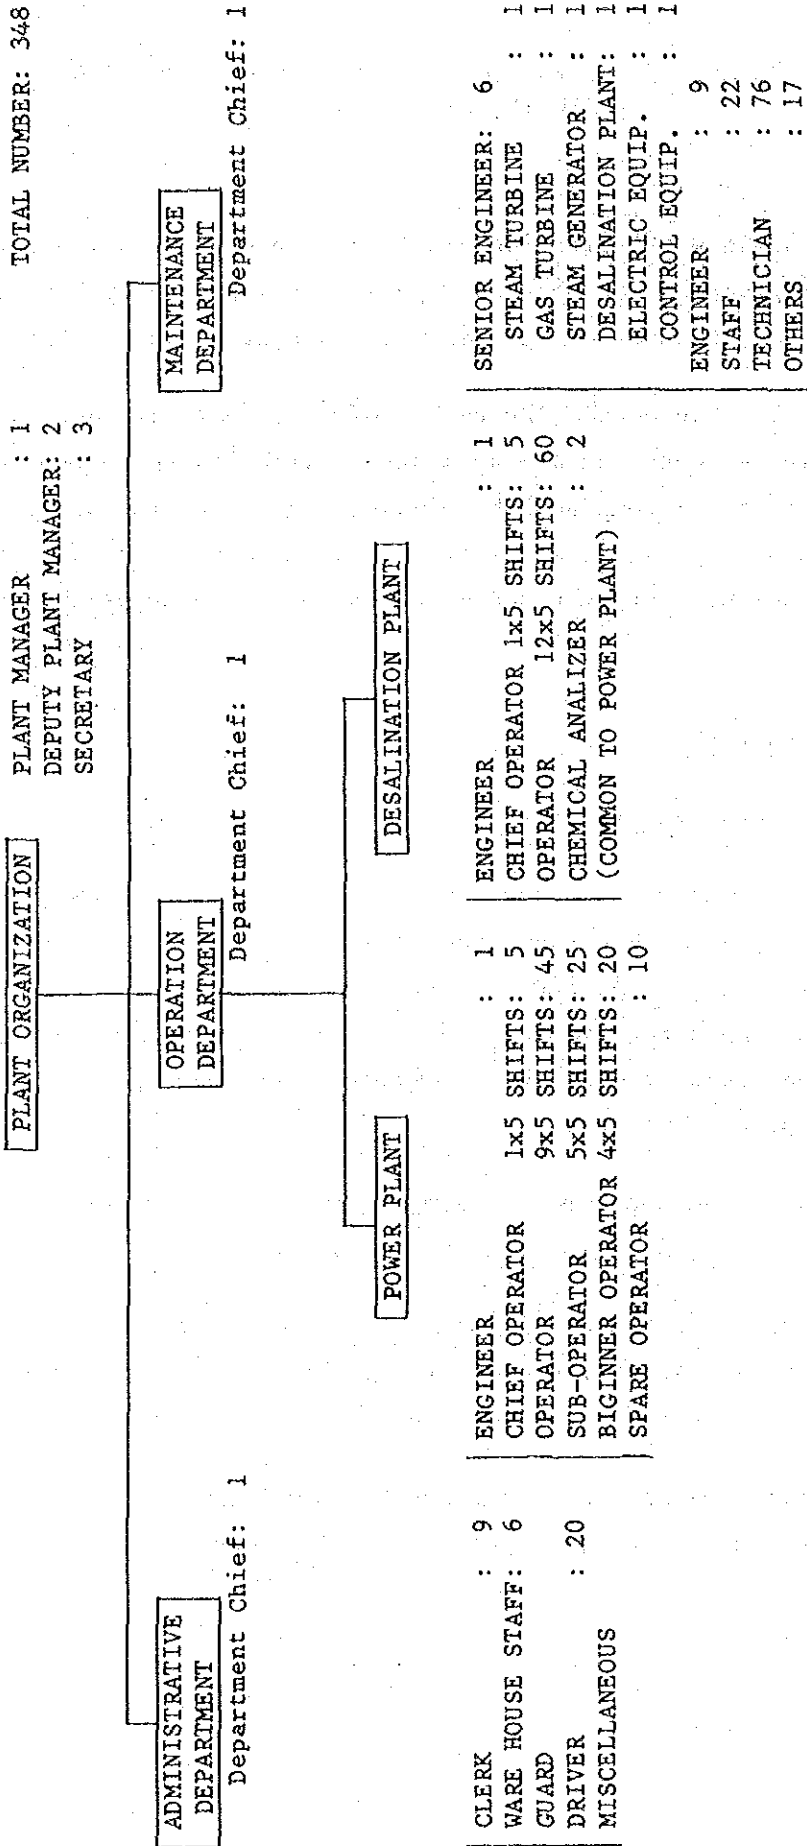 PLANT ORGANIZATION
PLANT MANAGER : 1
DEPUTY PLANT MANAGER: 2
SECRETARY : 3
TOTAL NUMBER: 348
ADMINISTRATIVE
DEPARTMENT
Department Chief: 1
OPERATION
DEPARTMENT
Department Chief: 1
MAINTENANCE
DEPARTMENT
Department Chief: 1
POWER PLANT
DESALINATION PLANT
CLERK : 9
WARE HOUSE STAFF: 6
GUARD
DRIVER : 20
MISCELLANEOUS
ENGINEER : 1
CHIEF OPERATOR 1x5 SHIFTS: 5
OPERATOR 9x5 SHIFTS: 45
SUB-OPERATOR 5x5 SHIFTS: 25
BIGINNER OPERATOR 4x5 SHIFTS: 20
SPARE OPERATOR : 10
ENGINEER : 1
CHIEF OPERATOR 1x5 SHIFTS: 5
OPERATOR 12x5 SHIFTS: 60
CHEMICAL ANALIZER : 2
(COMMON TO POWER PLANT)
SENIOR ENGINEER: 6
STEAM TURBINE : 1
GAS TURBINE : 1
STEAM GENERATOR : 1
DESALINATION PLANT: 1
ELECTRIC EQUIP. : 1
CONTROL EQUIP. : 1
ENGINEER : 9
STAFF : 22
TECHNICIAN : 76
OTHERS : 17